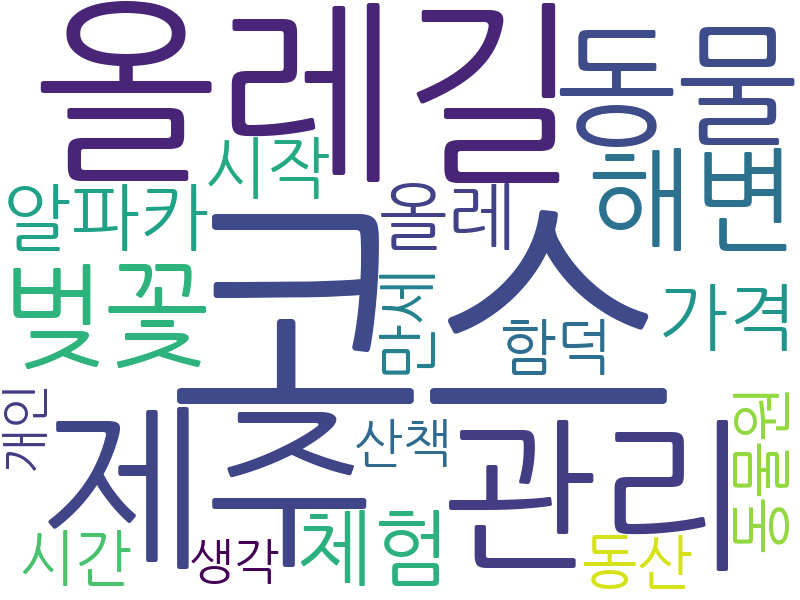 올레길
동물
시작
알파카
올레
해변
코스
벚꽃
만세
함덕
가격
개인
제주
산책
관리
동물원
시간
생각
체험
동산